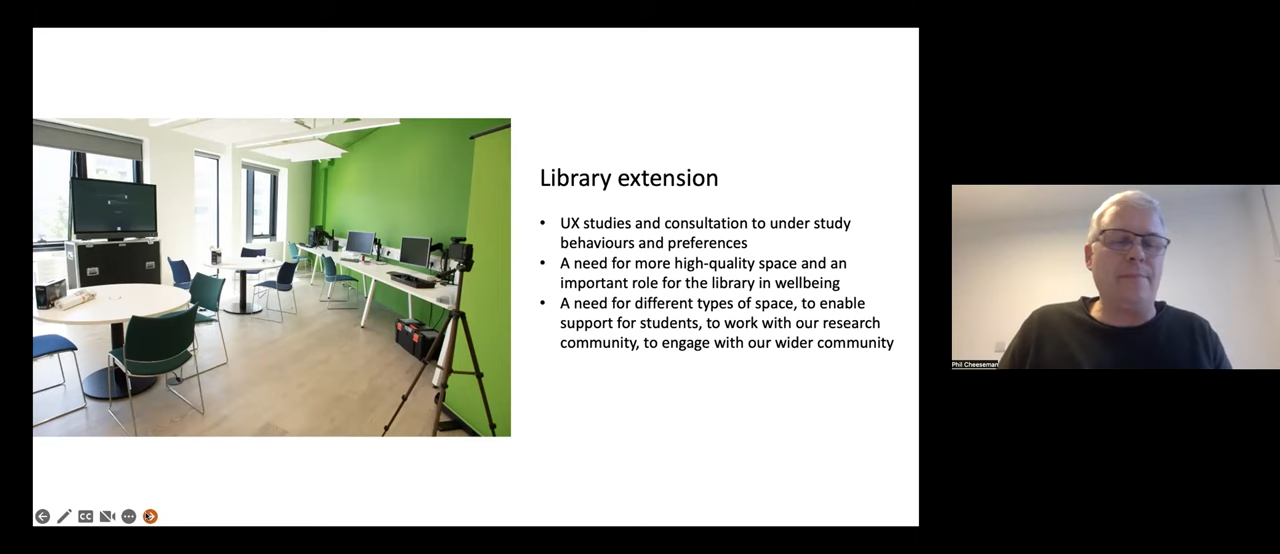 Library extension
• UX studies and consultation to under study
behaviours and preferences
• A need for more high-quality space and an
important role for the library in wellbeing
• A need for different types of space, to enable
support for students, to work with our research
community, to engage with our wider community
CC
Phil Cheeseman